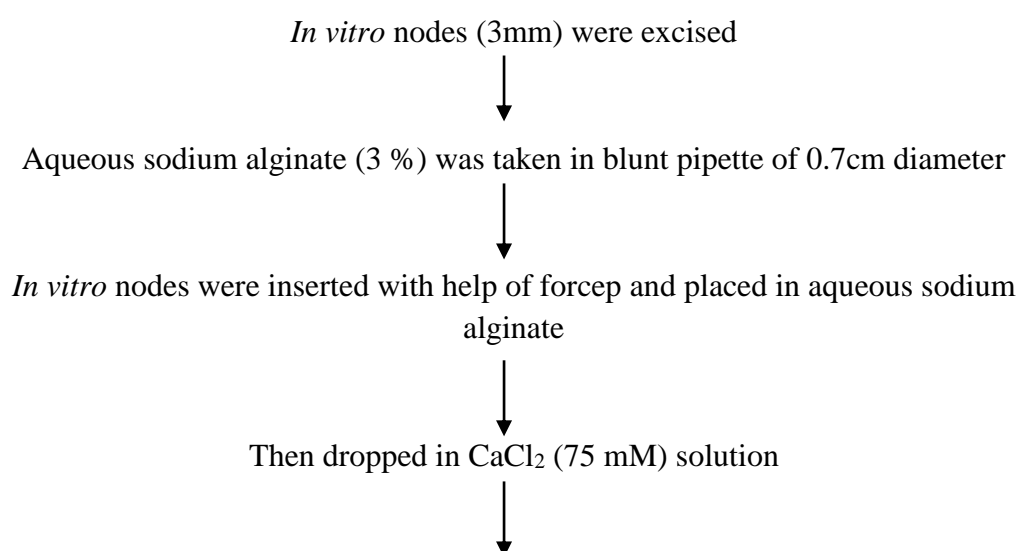 In vitro nodes (3mm) were excised
Aqueous sodium alginate (3 %) was taken in blunt pipette of 0.7cm diameter
In vitro nodes were inserted with help of forcep and placed in aqueous sodium
alginate
Then dropped in CaCl₂ (75 mM) solution